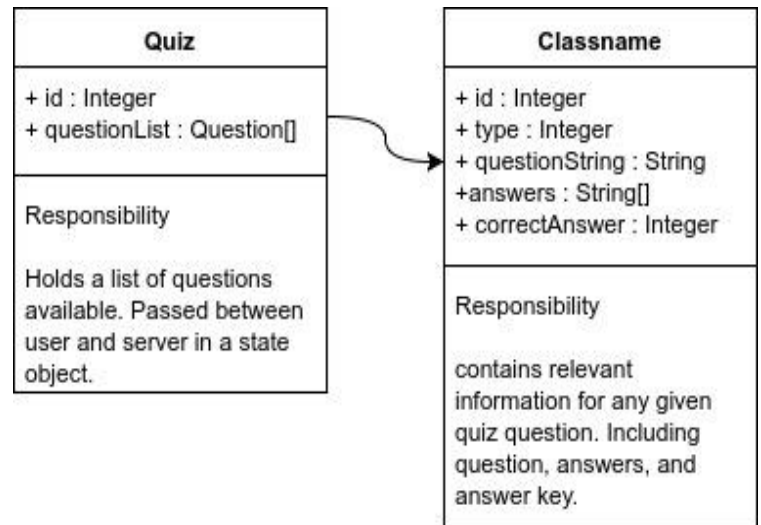 Quiz
+ id : Integer
+ questionList : Question[]
Responsibility
Holds a list of questions
available. Passed between
user and server in a state
object.
Classname
+ id : Integer
+ type : Integer
+ questionString : String
+answers : String[]
+ correctAnswer : Integer
Responsibility
contains relevant
information for any given
quiz question. Including
question, answers, and
answer key.